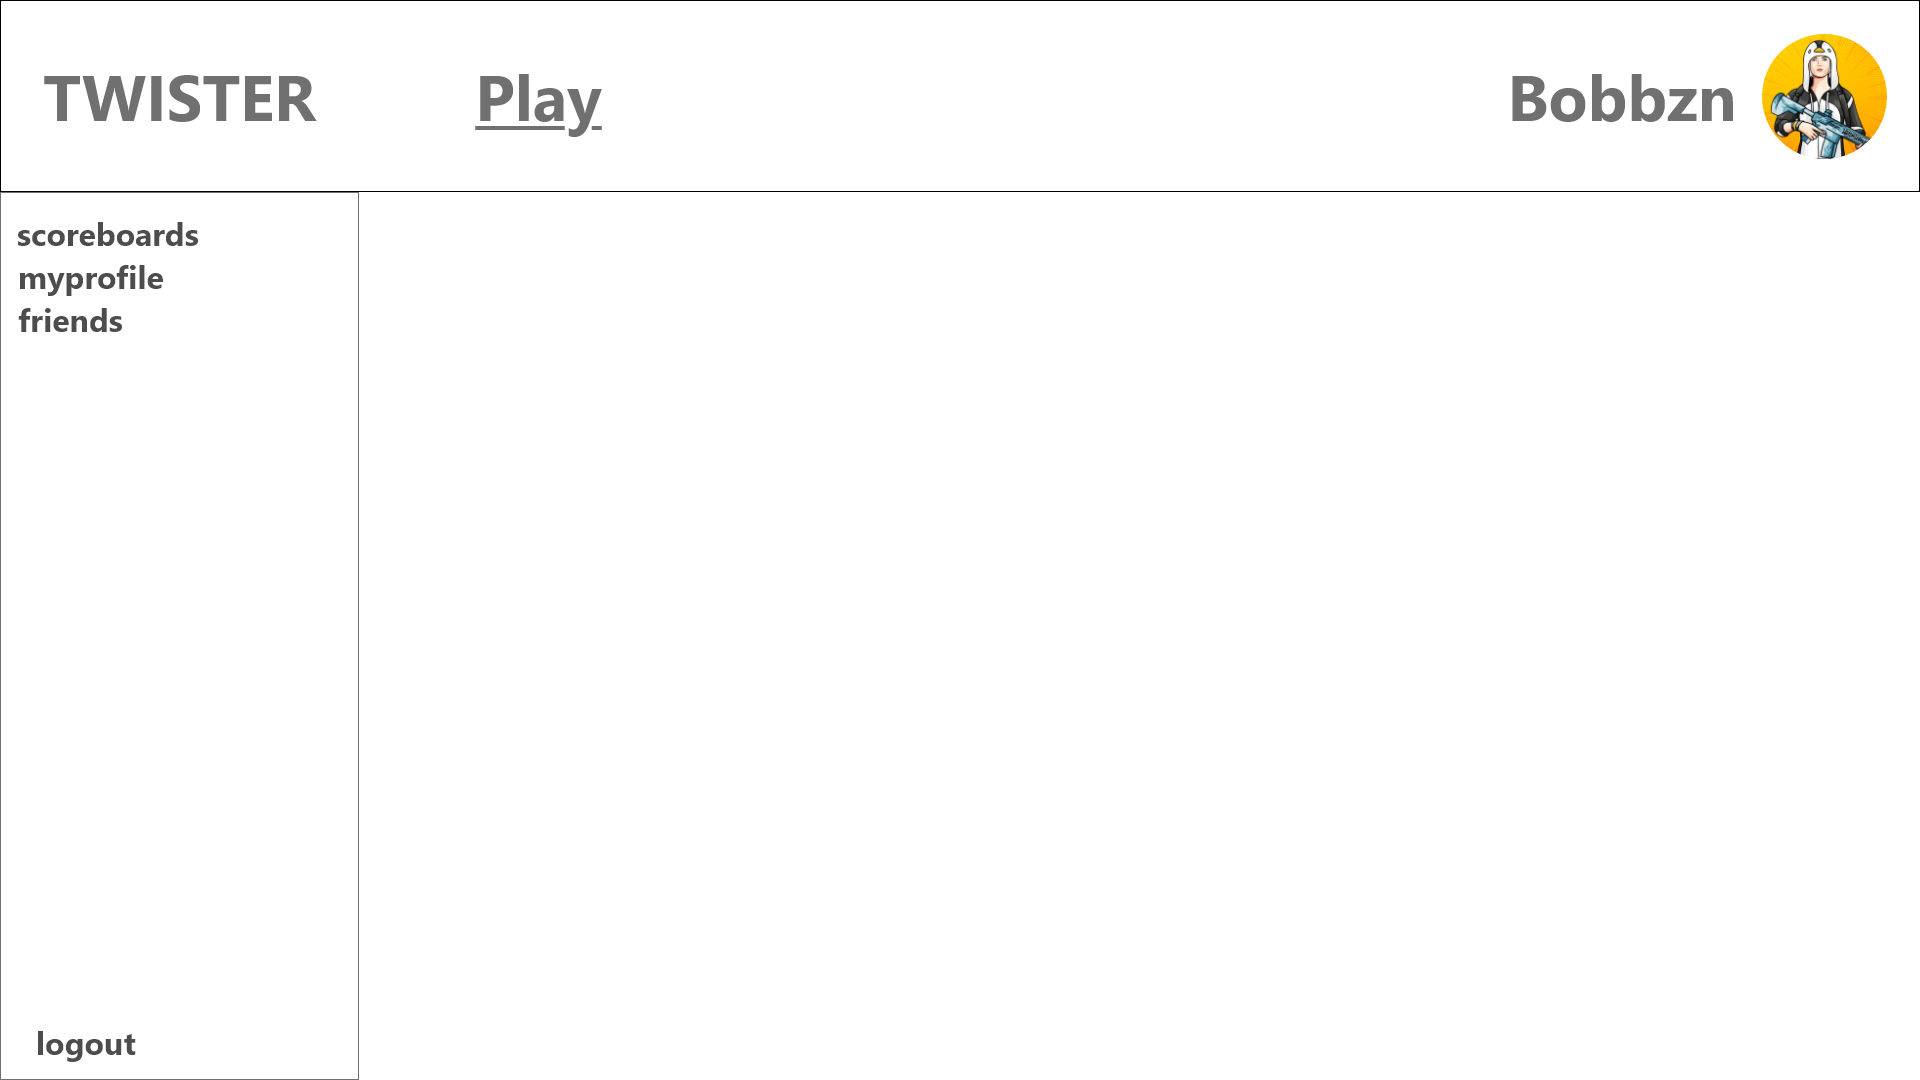 TWISTER Play Bobbzn
scoreboards
myprofile
friends
logout